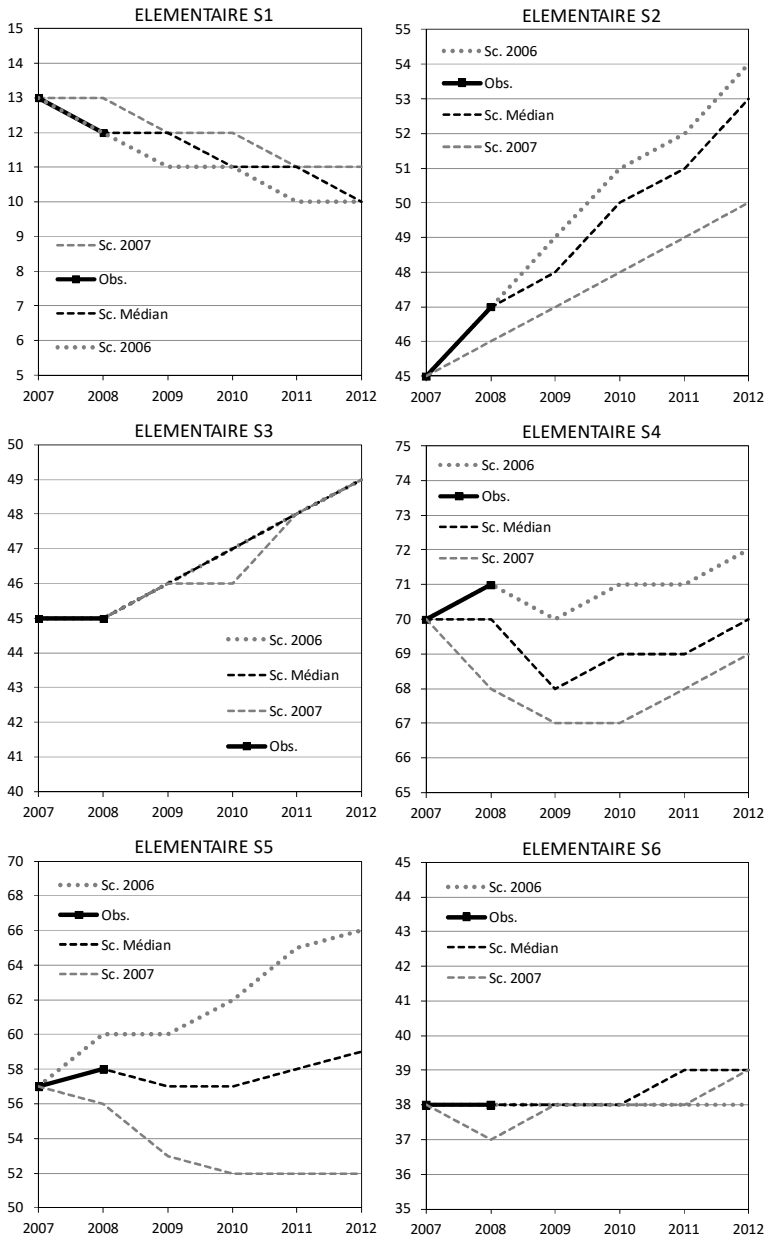 ELEMENTAIRE S1
15
14
13
12
11
10
9
8
7
6
5
Sc. 2007
Obs.
Sc. Médian
Sc. 2006
2007 2008 2009 2010 2011 2012
ELEMENTAIRE S2
55
54
53
52
51
50
49
48
47
46
45
Sc. 2006
Obs.
Sc. Médian
Sc. 2007
2007 2008 2009 2010 2011 2012
ELEMENTAIRE S3
50
49
48
47
46
45
44
43
42
41
40
Sc. 2006
Sc. Médian
Sc. 2007
Obs.
2007 2008 2009 2010 2011 2012
ELEMENTAIRE S4
75
74
73
72
71
70
69
68
67
66
65
Sc. 2006
Obs.
Sc. Médian
Sc. 2007
2007 2008 2009 2010 2011 2012
ELEMENTAIRE S5
70
68
66
64
62
60
58
56
54
52
50
Sc. 2006
Obs.
Sc. Médian
Sc. 2007
2007 2008 2009 2010 2011 2012
ELEMENTAIRE S6
45
44
43
42
41
40
39
38
37
36
35
Sc. 2006
Obs.
Sc. Médian
Sc. 2007
2007 2008 2009 2010 2011 2012